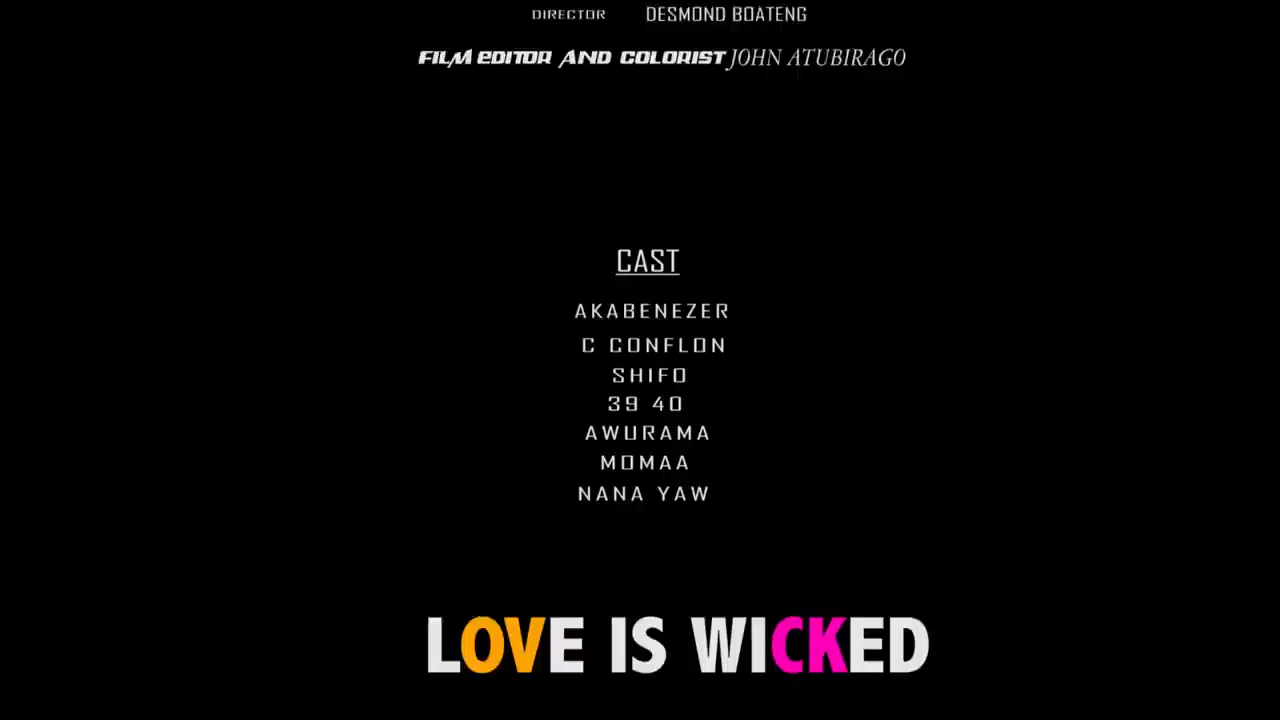 DIRECTOR DESMOND BOATENG
FILM EDITOR AND COLORIST JOHN ATUBIRAGO
CAST
AKABENEZER
C CONFLON
SHIFO
39 40
AWURAMA
MOMAA
NANA YAW
LOVE IS WICKED